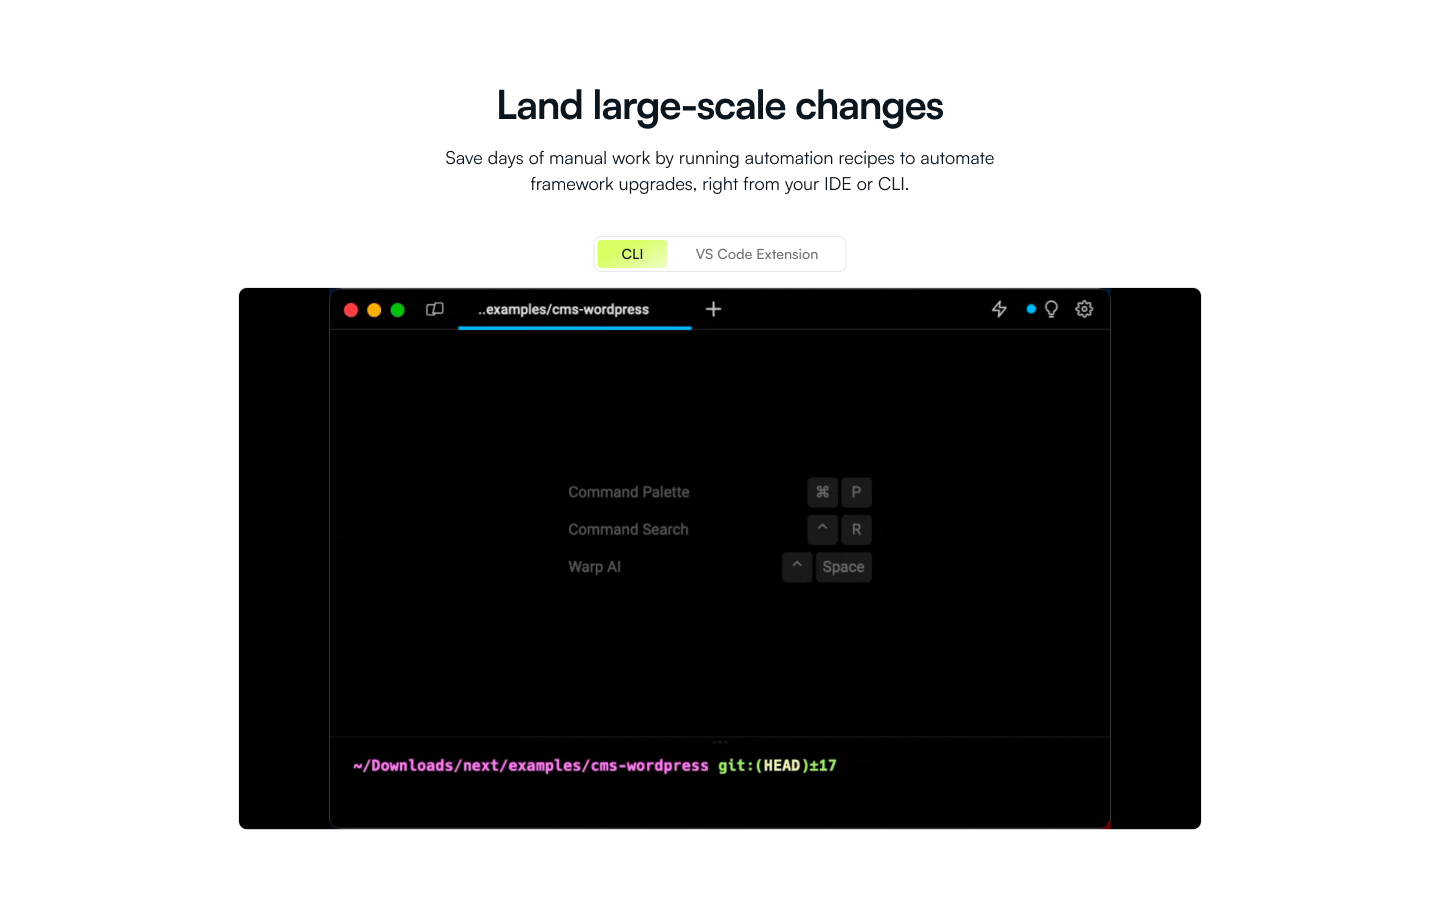 Land large-scale changes
Save days of manual work by running automation recipes to automate
framework upgrades, right from your IDE or CLI.
CLI VS Code Extension
..examples/cms-wordpress
Command Palette ⌘ P
Command Search ^ R
Warp AI ^ Space
~/Downloads/next/examples/cms-wordpress git:(HEAD)±17